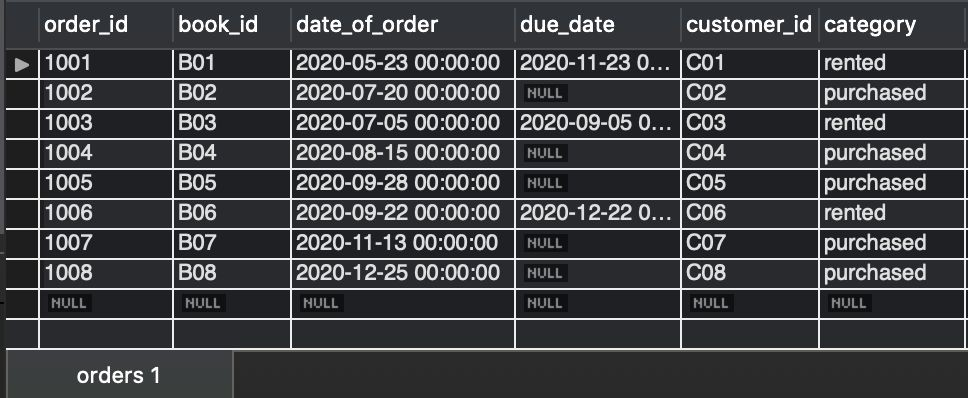 order_id book_id date_of_order due_date customer_id category
1001 B01 2020-05-23 00:00:00 2020-11-23 0... C01 rented
1002 B02 2020-07-20 00:00:00 NULL C02 purchased
1003 B03 2020-07-05 00:00:00 2020-09-05 0... C03 rented
1004 B04 2020-08-15 00:00:00 NULL C04 purchased
1005 B05 2020-09-28 00:00:00 NULL C05 purchased
1006 B06 2020-09-22 00:00:00 2020-12-22 0... C06 rented
1007 B07 2020-11-13 00:00:00 NULL C07 purchased
1008 B08 2020-12-25 00:00:00 NULL C08 purchased
NULL NULL NULL NULL NULL NULL
orders 1